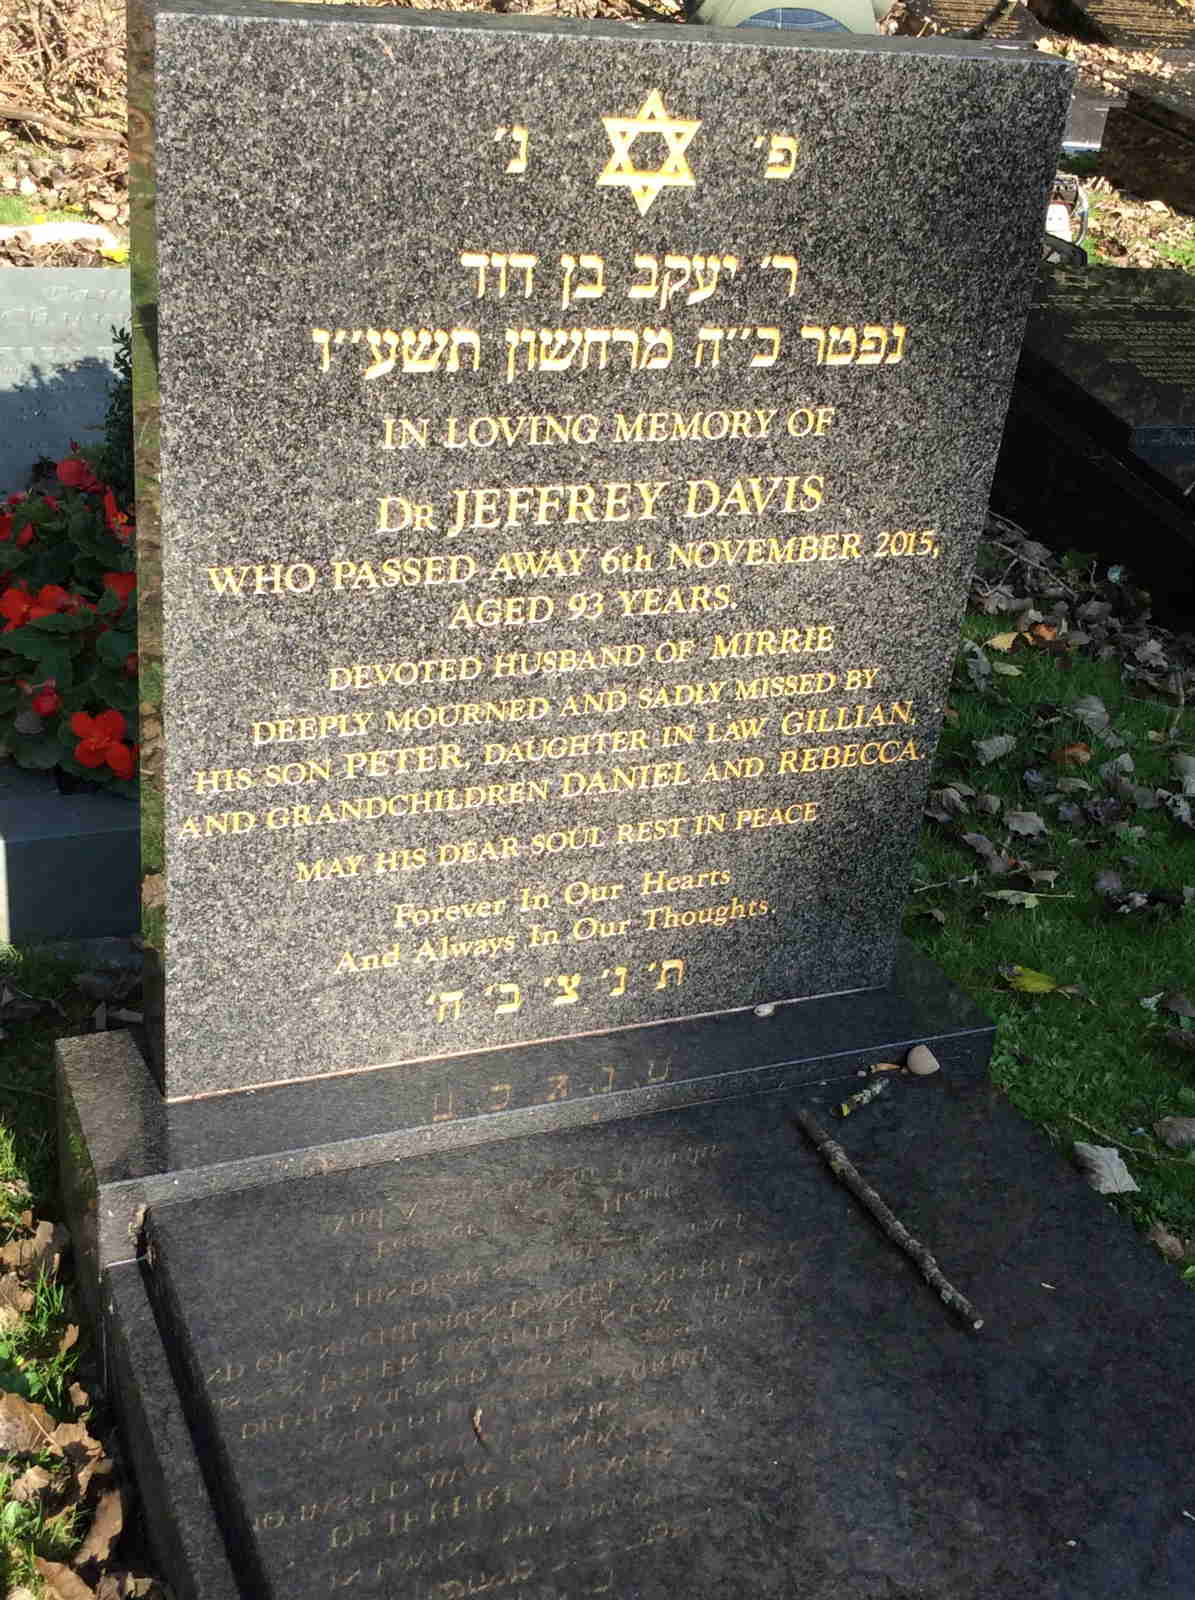 פ׳ נ׳
ר׳ יעקב בן דוד
נפטר כ״ה מרחשון תשע״ו
IN LOVING MEMORY OF
DR JEFFREY DAVIS
WHO PASSED AWAY 6th NOVEMBER 2015,
AGED 93 YEARS.
DEVOTED HUSBAND OF MIRRIE
DEEPLY MOURNED AND SADLY MISSED BY
HIS SON PETER, DAUGHTER IN LAW GILLIAN,
AND GRANDCHILDREN DANIEL AND REBECCA.
MAY HIS DEAR SOUL REST IN PEACE
Forever In Our Hearts
And Always In Our Thoughts.
ת׳ נ׳ צ׳ ב׳ ה׳